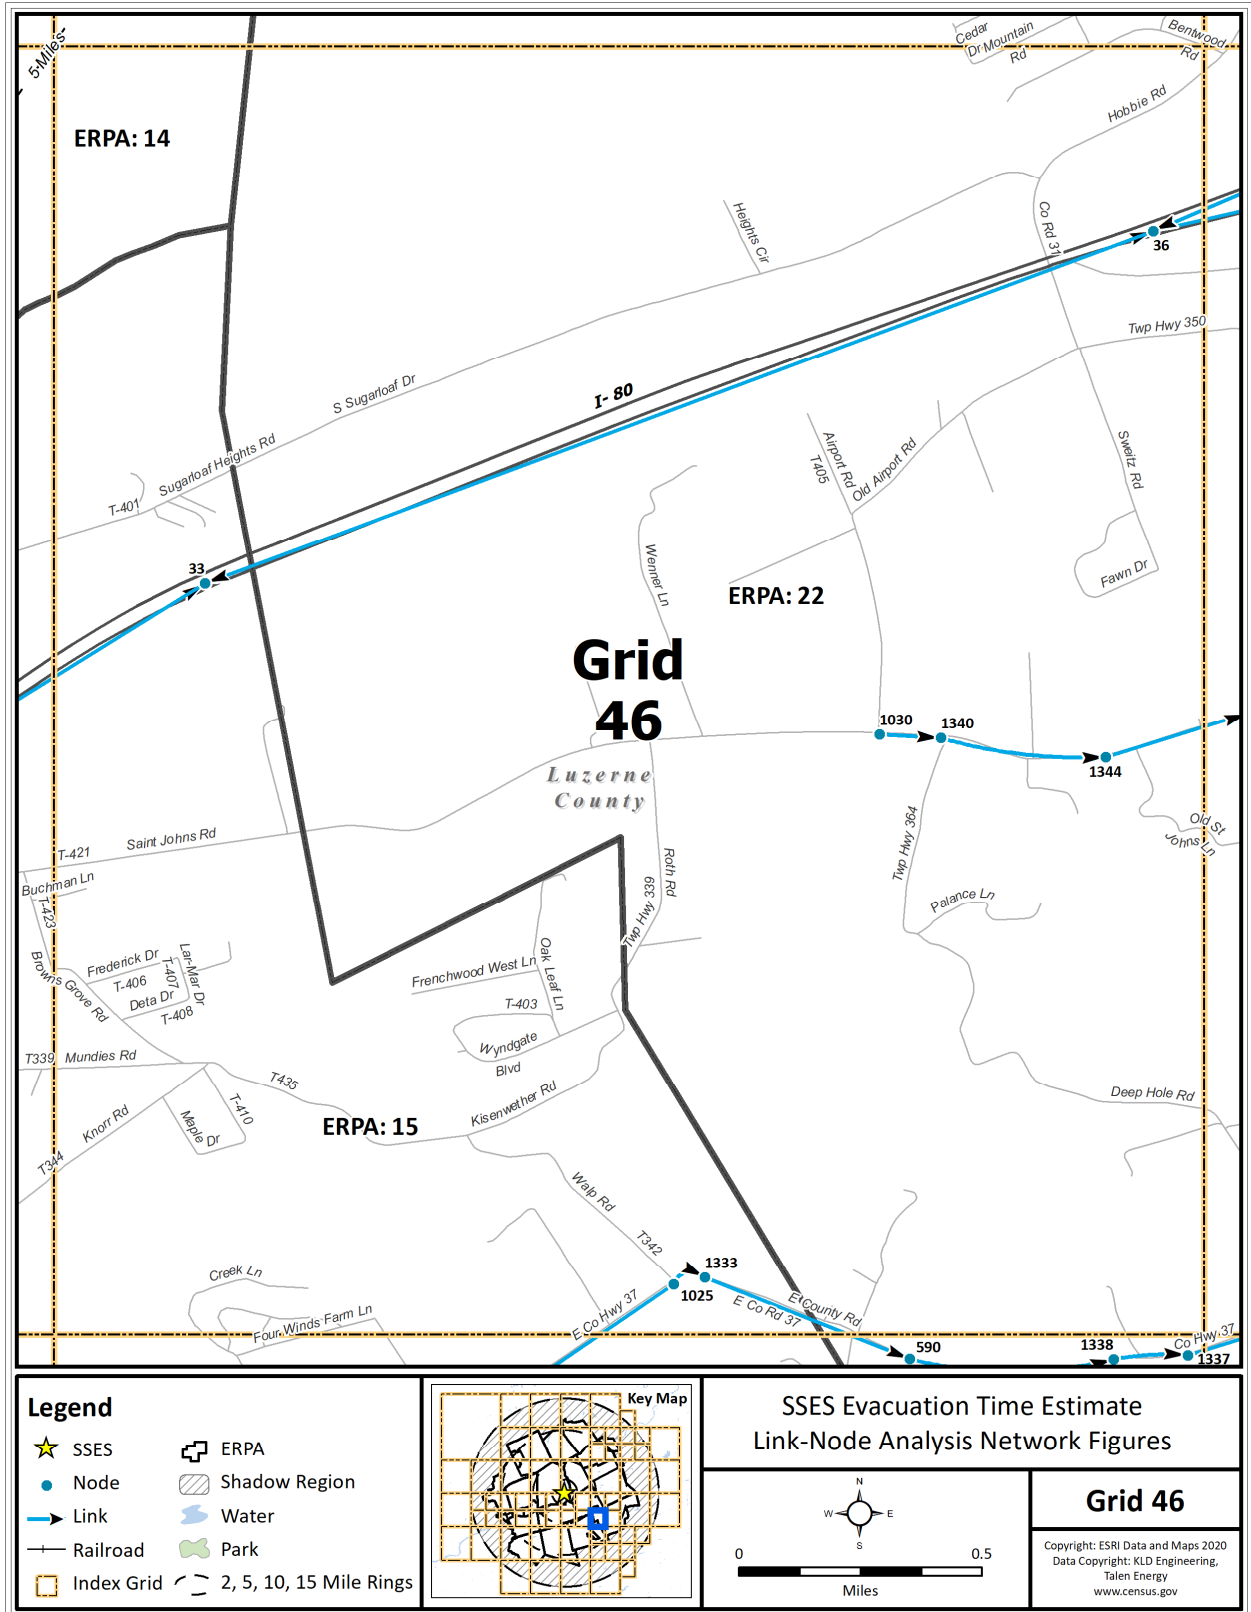 5-Miles-
Cedar
Dr
Mountain
Rd
Bentwood
Rd
Hobbie Rd
ERPA: 14
Heights Cir
Co Rd 31
36
Twp Hwy 350
I- 80
S Sugarloaf Dr
Sugarloaf Heights Rd
T-401
Airport Rd
T405
Old Airport Rd
Sweitz Rd
Fawn Dr
33
Wenner Ln
ERPA: 22
Grid
46
1030
1340
1344
Luzerne
County
Old St
Johns Ln
Saint Johns Rd
T-421
Buchman Ln
T-423
Twp Hwy 364
Roth Rd
Twp Hwy 339
Palance Ln
Browns Grove Rd
Frederick Dr
T-406
T-407
Lar-Mar Dr
Deta Dr
T-408
Frenchwood West Ln
Oak Leaf Ln
T-403
Wyndgate
Blvd
T339
Mundies Rd
T435
Kisenwether Rd
Deep Hole Rd
Knorr Rd
T-410
Maple Dr
T344
ERPA: 15
Walp Rd
T342
1333
1025
Creek Ln
Four Winds Farm Ln
E Co Hwy 37
E Co Rd 37
E County Rd
590
1338
Co Hwy 37
1337
Legend
SSES
Node
Link
Railroad
Index Grid
ERPA
Shadow Region
Water
Park
2, 5, 10, 15 Mile Rings
Key Map
SSES Evacuation Time Estimate
Link-Node Analysis Network Figures
N
W
E
S
0
0.5
Miles
Grid 46
Copyright: ESRI Data and Maps 2020
Data Copyright: KLD Engineering,
Talen Energy
www.census.gov